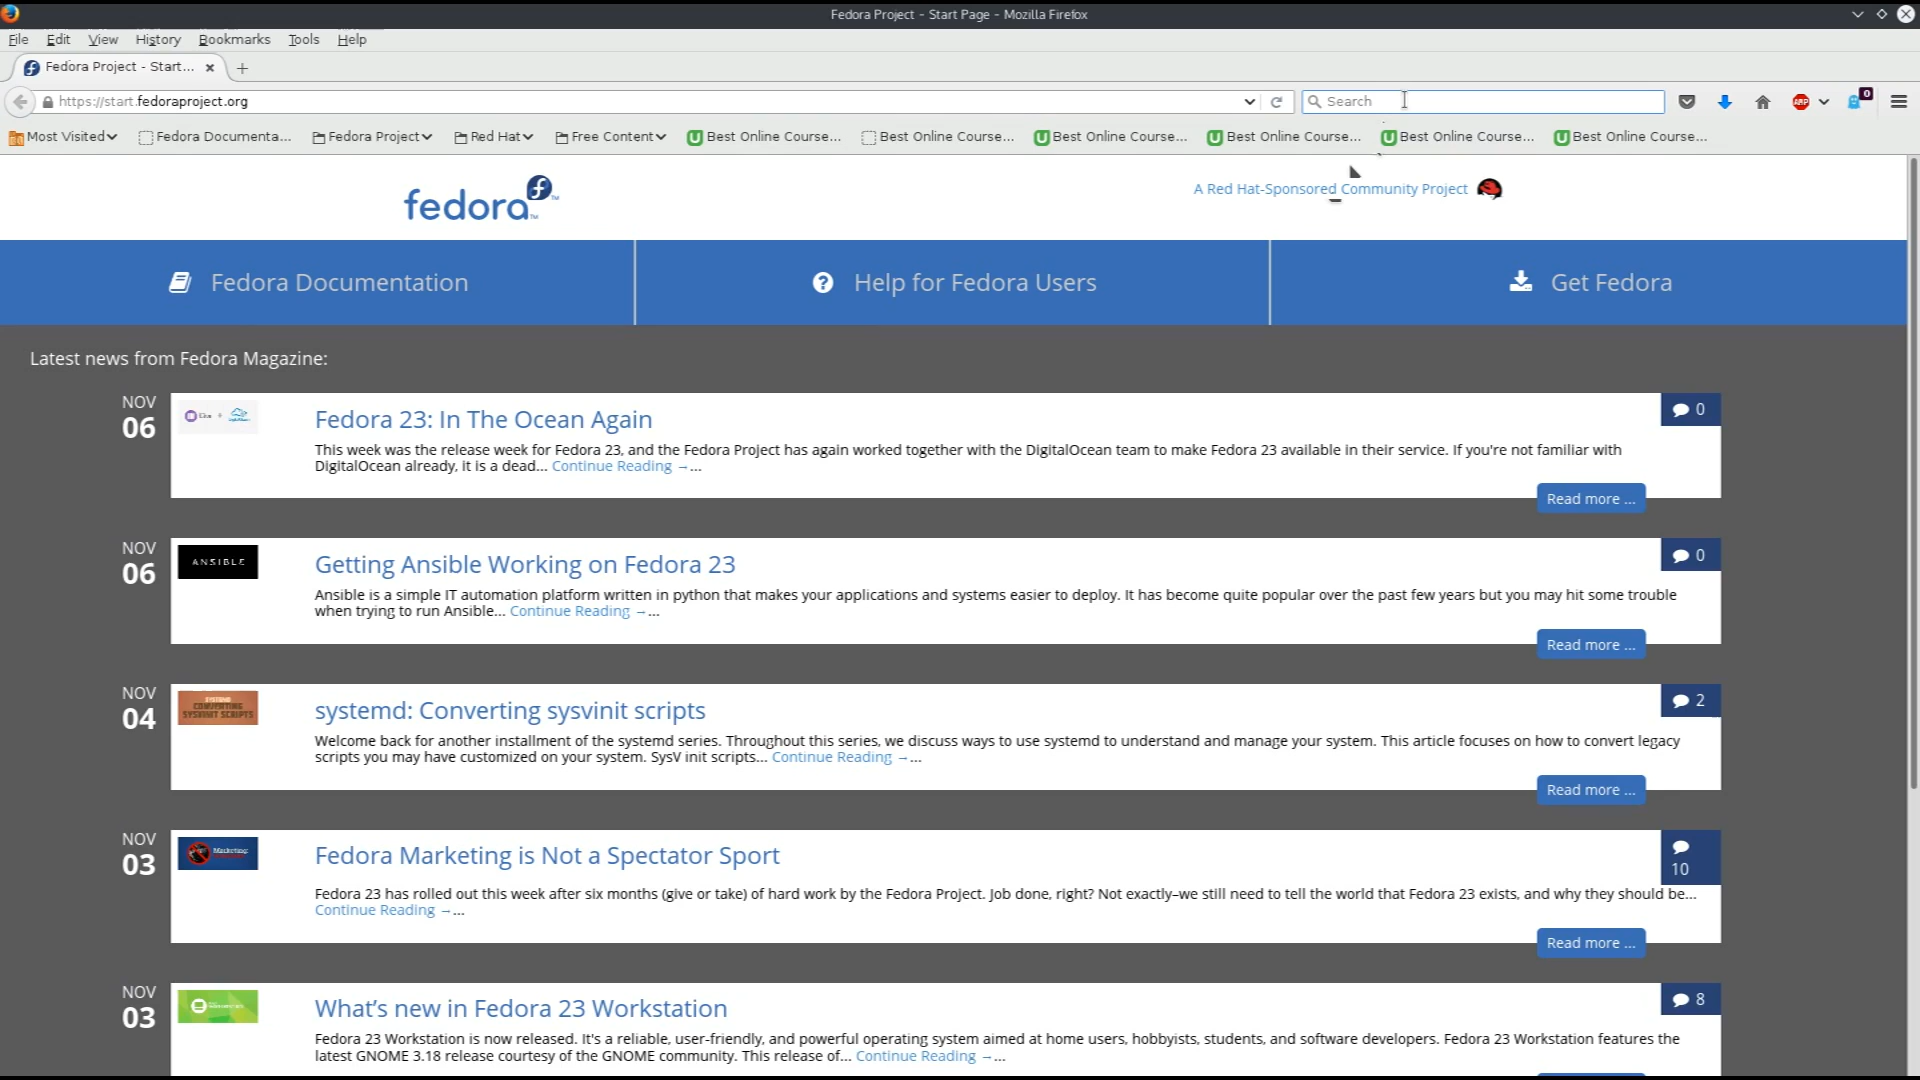 Fedora Project - Start Page - Mozilla Firefox
File Edit View History Bookmarks Tools Help
Fedora Project - Start...
https://start.fedoraproject.org
Search
ABP
0
Most Visited Fedora Documenta... Fedora Project Red Hat Free Content Best Online Course... Best Online Course... Best Online Course... Best Online Course... Best Online Course... Best Online Course...
fedora
A Red Hat-Sponsored Community Project
Fedora Documentation
Help for Fedora Users
Get Fedora
Latest news from Fedora Magazine:
NOV
06
Fedora 23: In The Ocean Again
0
This week was the release week for Fedora 23, and the Fedora Project has again worked together with the DigitalOcean team to make Fedora 23 available in their service. If you're not familiar with
DigitalOcean already, it is a dead... Continue Reading →...
Read more ...
NOV
06
ANSIBLE
Getting Ansible Working on Fedora 23
0
Ansible is a simple IT automation platform written in python that makes your applications and systems easier to deploy. It has become quite popular over the past few years but you may hit some trouble
when trying to run Ansible... Continue Reading →...
Read more ...
NOV
04
SYSTEMD
CONVERTING
SYSVINIT SCRIPTS
systemd: Converting sysvinit scripts
2
Welcome back for another installment of the systemd series. Throughout this series, we discuss ways to use systemd to understand and manage your system. This article focuses on how to convert legacy
scripts you may have customized on your system. SysV init scripts... Continue Reading →...
Read more ...
NOV
03
Marketing:
Fedora Marketing is Not a Spectator Sport
10
Fedora 23 has rolled out this week after six months (give or take) of hard work by the Fedora Project. Job done, right? Not exactly–we still need to tell the world that Fedora 23 exists, and why they should be...
Continue Reading →...
Read more ...
NOV
03
What's new in Fedora 23 Workstation
8
Fedora 23 Workstation is now released. It's a reliable, user-friendly, and powerful operating system aimed at home users, hobbyists, students, and software developers. Fedora 23 Workstation features the
latest GNOME 3.18 release courtesy of the GNOME community. This release of... Continue Reading →...